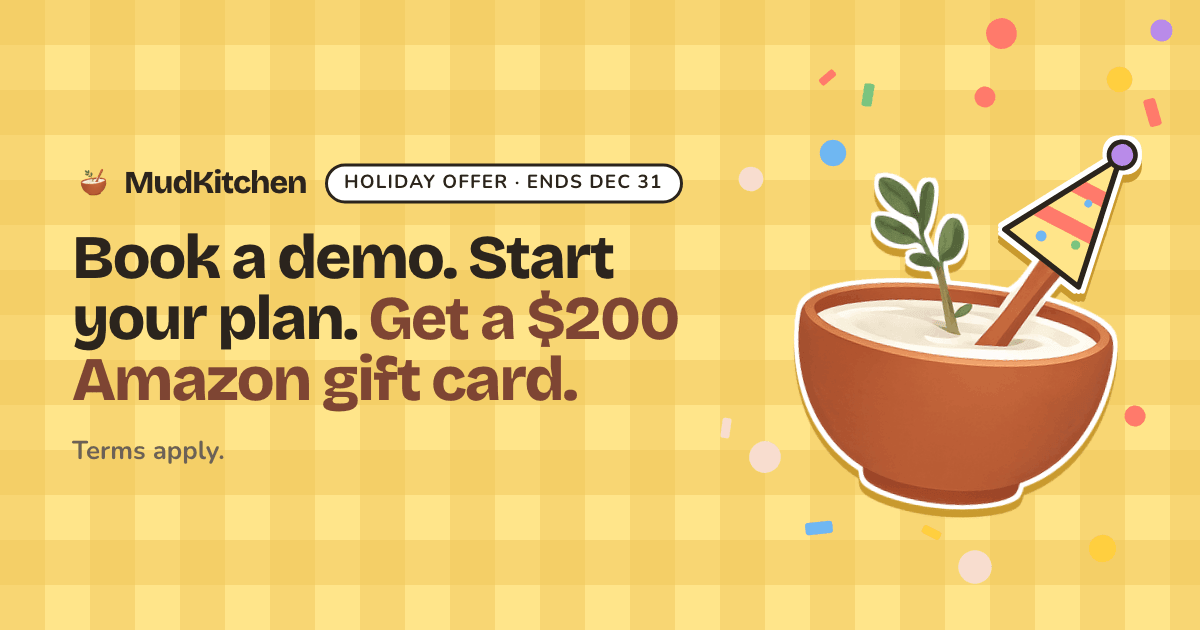 MudKitchen
HOLIDAY OFFER · ENDS DEC 31
Book a demo. Start
your plan. Get a $200
Amazon gift card.
Terms apply.